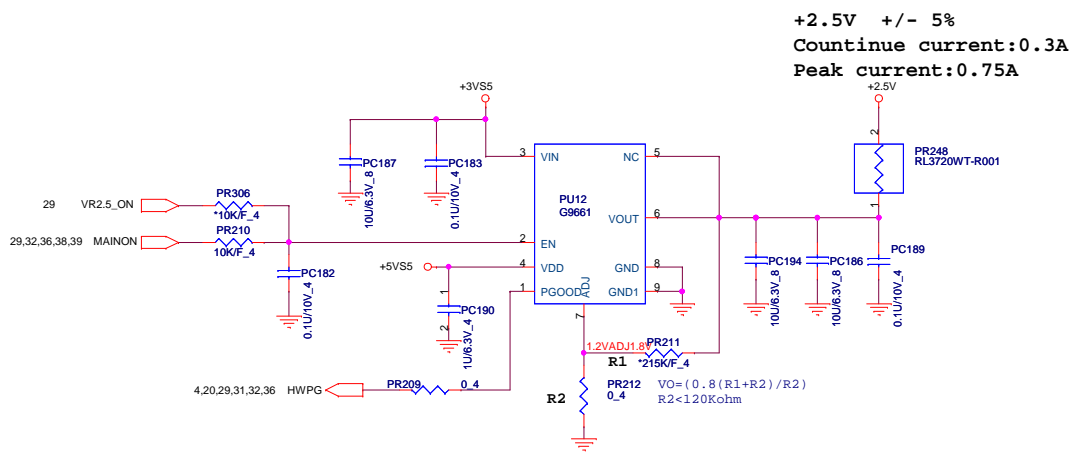 +2.5V +/- 5%
Countinue current:0.3A
Peak current:0.75A
+2.5V
+3VS5
2
PR248
RL3720WT-R001
1
PC187
10U/6.3V_8
PC183
0.1U/10V_4
3
VIN
NC
5
PU12
G9661
VOUT
6
29
VR2.5_ON
PR306
*10K/F_4
29,32,36,38,39
MAINON
PR210
10K/F_4
2
EN
PC182
0.1U/10V_4
+5VS5
4
VDD
GND
8
1
PGOOD
ADJ
GND1
9
PC194
10U/6.3V_8
PC186
10U/6.3V_8
PC189
0.1U/10V_4
1
PC190
1U/6.3V_4
2
7
1.2VADJ1.8V
PR211
R1
*215K/F_4
4,20,29,31,32,36
HWPG
PR209
0_4
R2
PR212
0_4
VO=(0.8(R1+R2)/R2)
R2<120Kohm